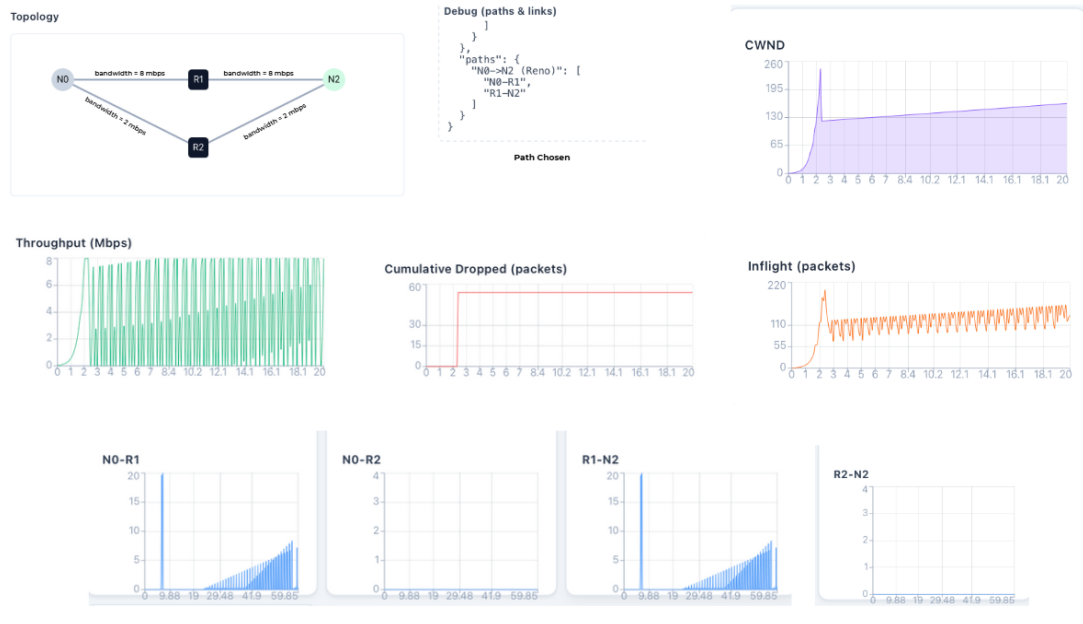 Topology
N0
bandwidth = 8 mbps
R1
bandwidth = 8 mbps
N2
bandwidth = 2 mbps
bandwidth = 2 mbps
R2
Debug (paths & links)
]
}
},
"paths": {
"N0->N2 (Reno)": [
"N0-R1",
"R1-N2"
]
}
}
Path Chosen
CWND
260
195
130
65
0
0 1 2 3 4 5 6 7 8.4 10.2 12.1 14.1 16.1 18.1 20
Throughput (Mbps)
8
6
4
2
0
0 1 2 3 4 5 6 7 8.4 10.2 12.1 14.1 16.1 18.1 20
Cumulative Dropped (packets)
60
30
15
0
0 1 2 3 4 5 6 7 8.4 10.2 12.1 14.1 16.1 18.1 20
Inflight (packets)
220
110
55
0
0 1 2 3 4 5 6 7 8.4 10.2 12.1 14.1 16.1 18.1 20
N0-R1
20
15
10
5
0
0 9.88 19 29.48 41.9 59.85
N0-R2
4
3
2
1
0
0 9.88 19 29.48 41.9 59.85
R1-N2
20
15
10
5
0
0 9.88 19 29.48 41.9 59.85
R2-N2
4
3
2
1
0
0 9.88 19 29.48 41.9 59.85